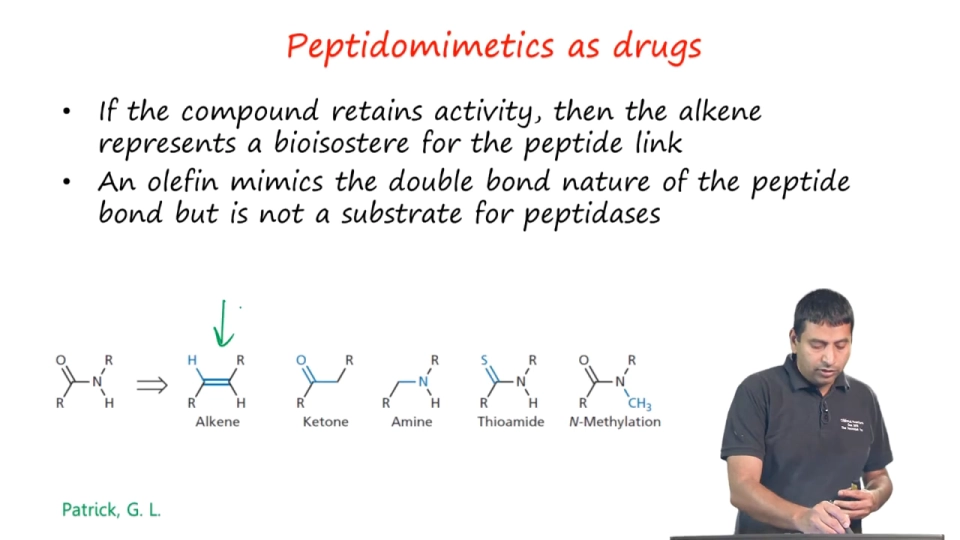 Peptidomimetics as drugs
• If the compound retains activity, then the alkene
represents a bioisostere for the peptide link
• An olefin mimics the double bond nature of the peptide
bond but is not a substrate for peptidases
O R H R O R R S R O R
N N N N
R H R H R R H R H R CH3
Alkene Ketone Amine Thioamide N-Methylation
Patrick, G. L.